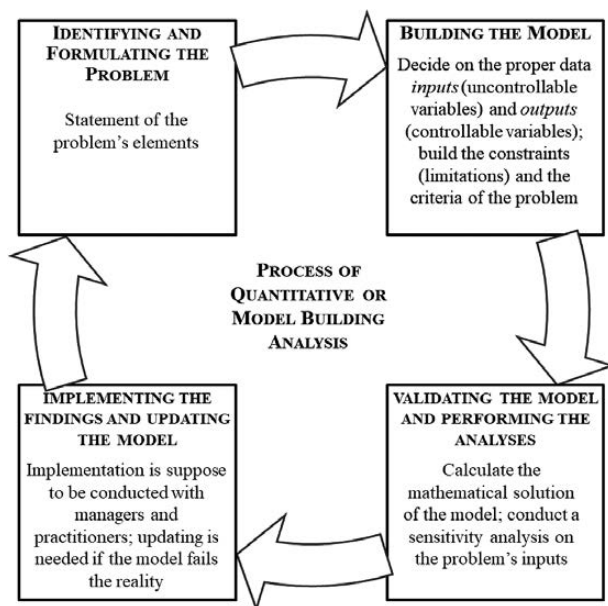 IDENTIFYING AND
FORMULATING THE
PROBLEM
Statement of the
problem's elements
BUILDING THE MODEL
Decide on the proper data
inputs (uncontrollable
variables) and outputs
(controllable variables);
build the constraints
(limitations) and the
criteria of the problem
PROCESS OF
QUANTITATIVE OR
MODEL BUILDING
ANALYSIS
IMPLEMENTING THE
FINDINGS AND UPDATING
THE MODEL
Implementation is suppose
to be conducted with
managers and
practitioners; updating is
needed if the model fails
the reality
VALIDATING THE MODEL
AND PERFORMING THE
ANALYSES
Calculate the
mathematical solution
of the model; conduct a
sensitivity analysis on
the problem's inputs